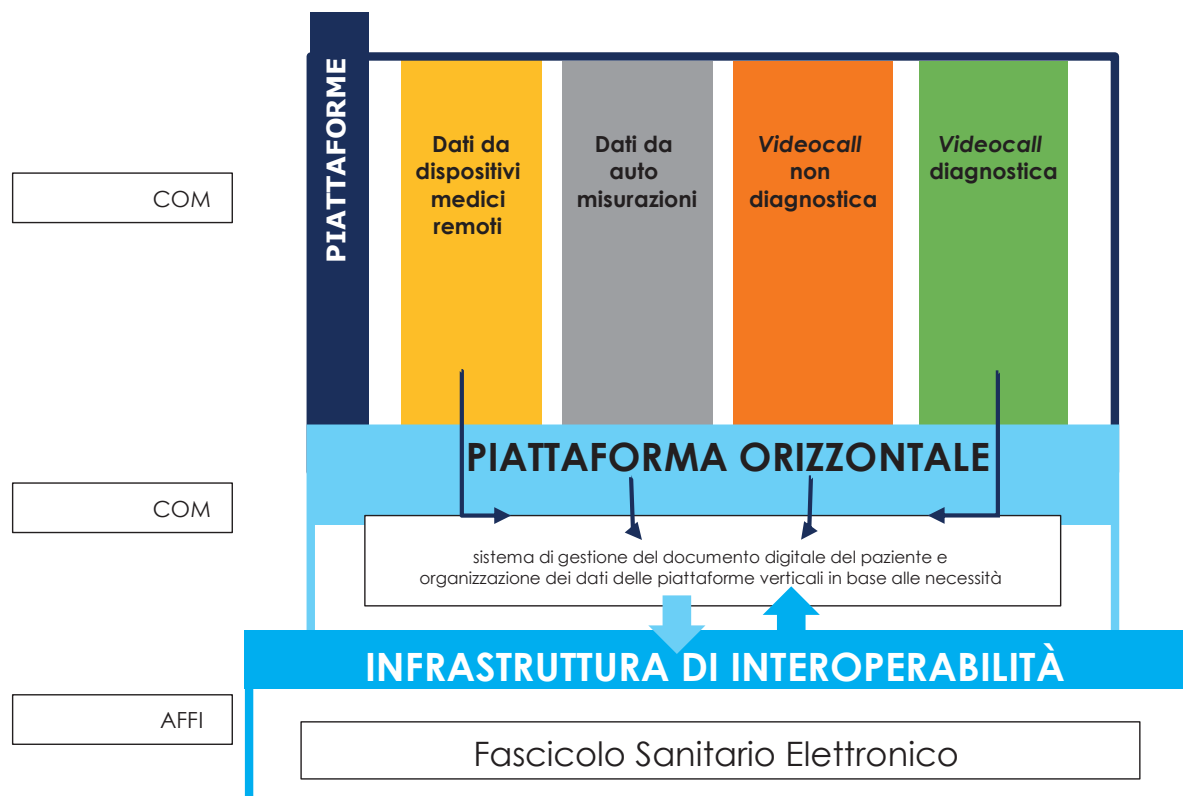 PIATTAFORME
Dati da
dispositivi
medici
remoti
Dati da
auto
misurazioni
Videocall
non
diagnostica
Videocall
diagnostica
COM
PIATTAFORMA ORIZZONTALE
COM
sistema di gestione del documento digitale del paziente e
organizzazione dei dati delle piattaforme verticali in base alle necessità
INFRASTRUTTURA DI INTEROPERABILITÀ
AFFI
Fascicolo Sanitario Elettronico